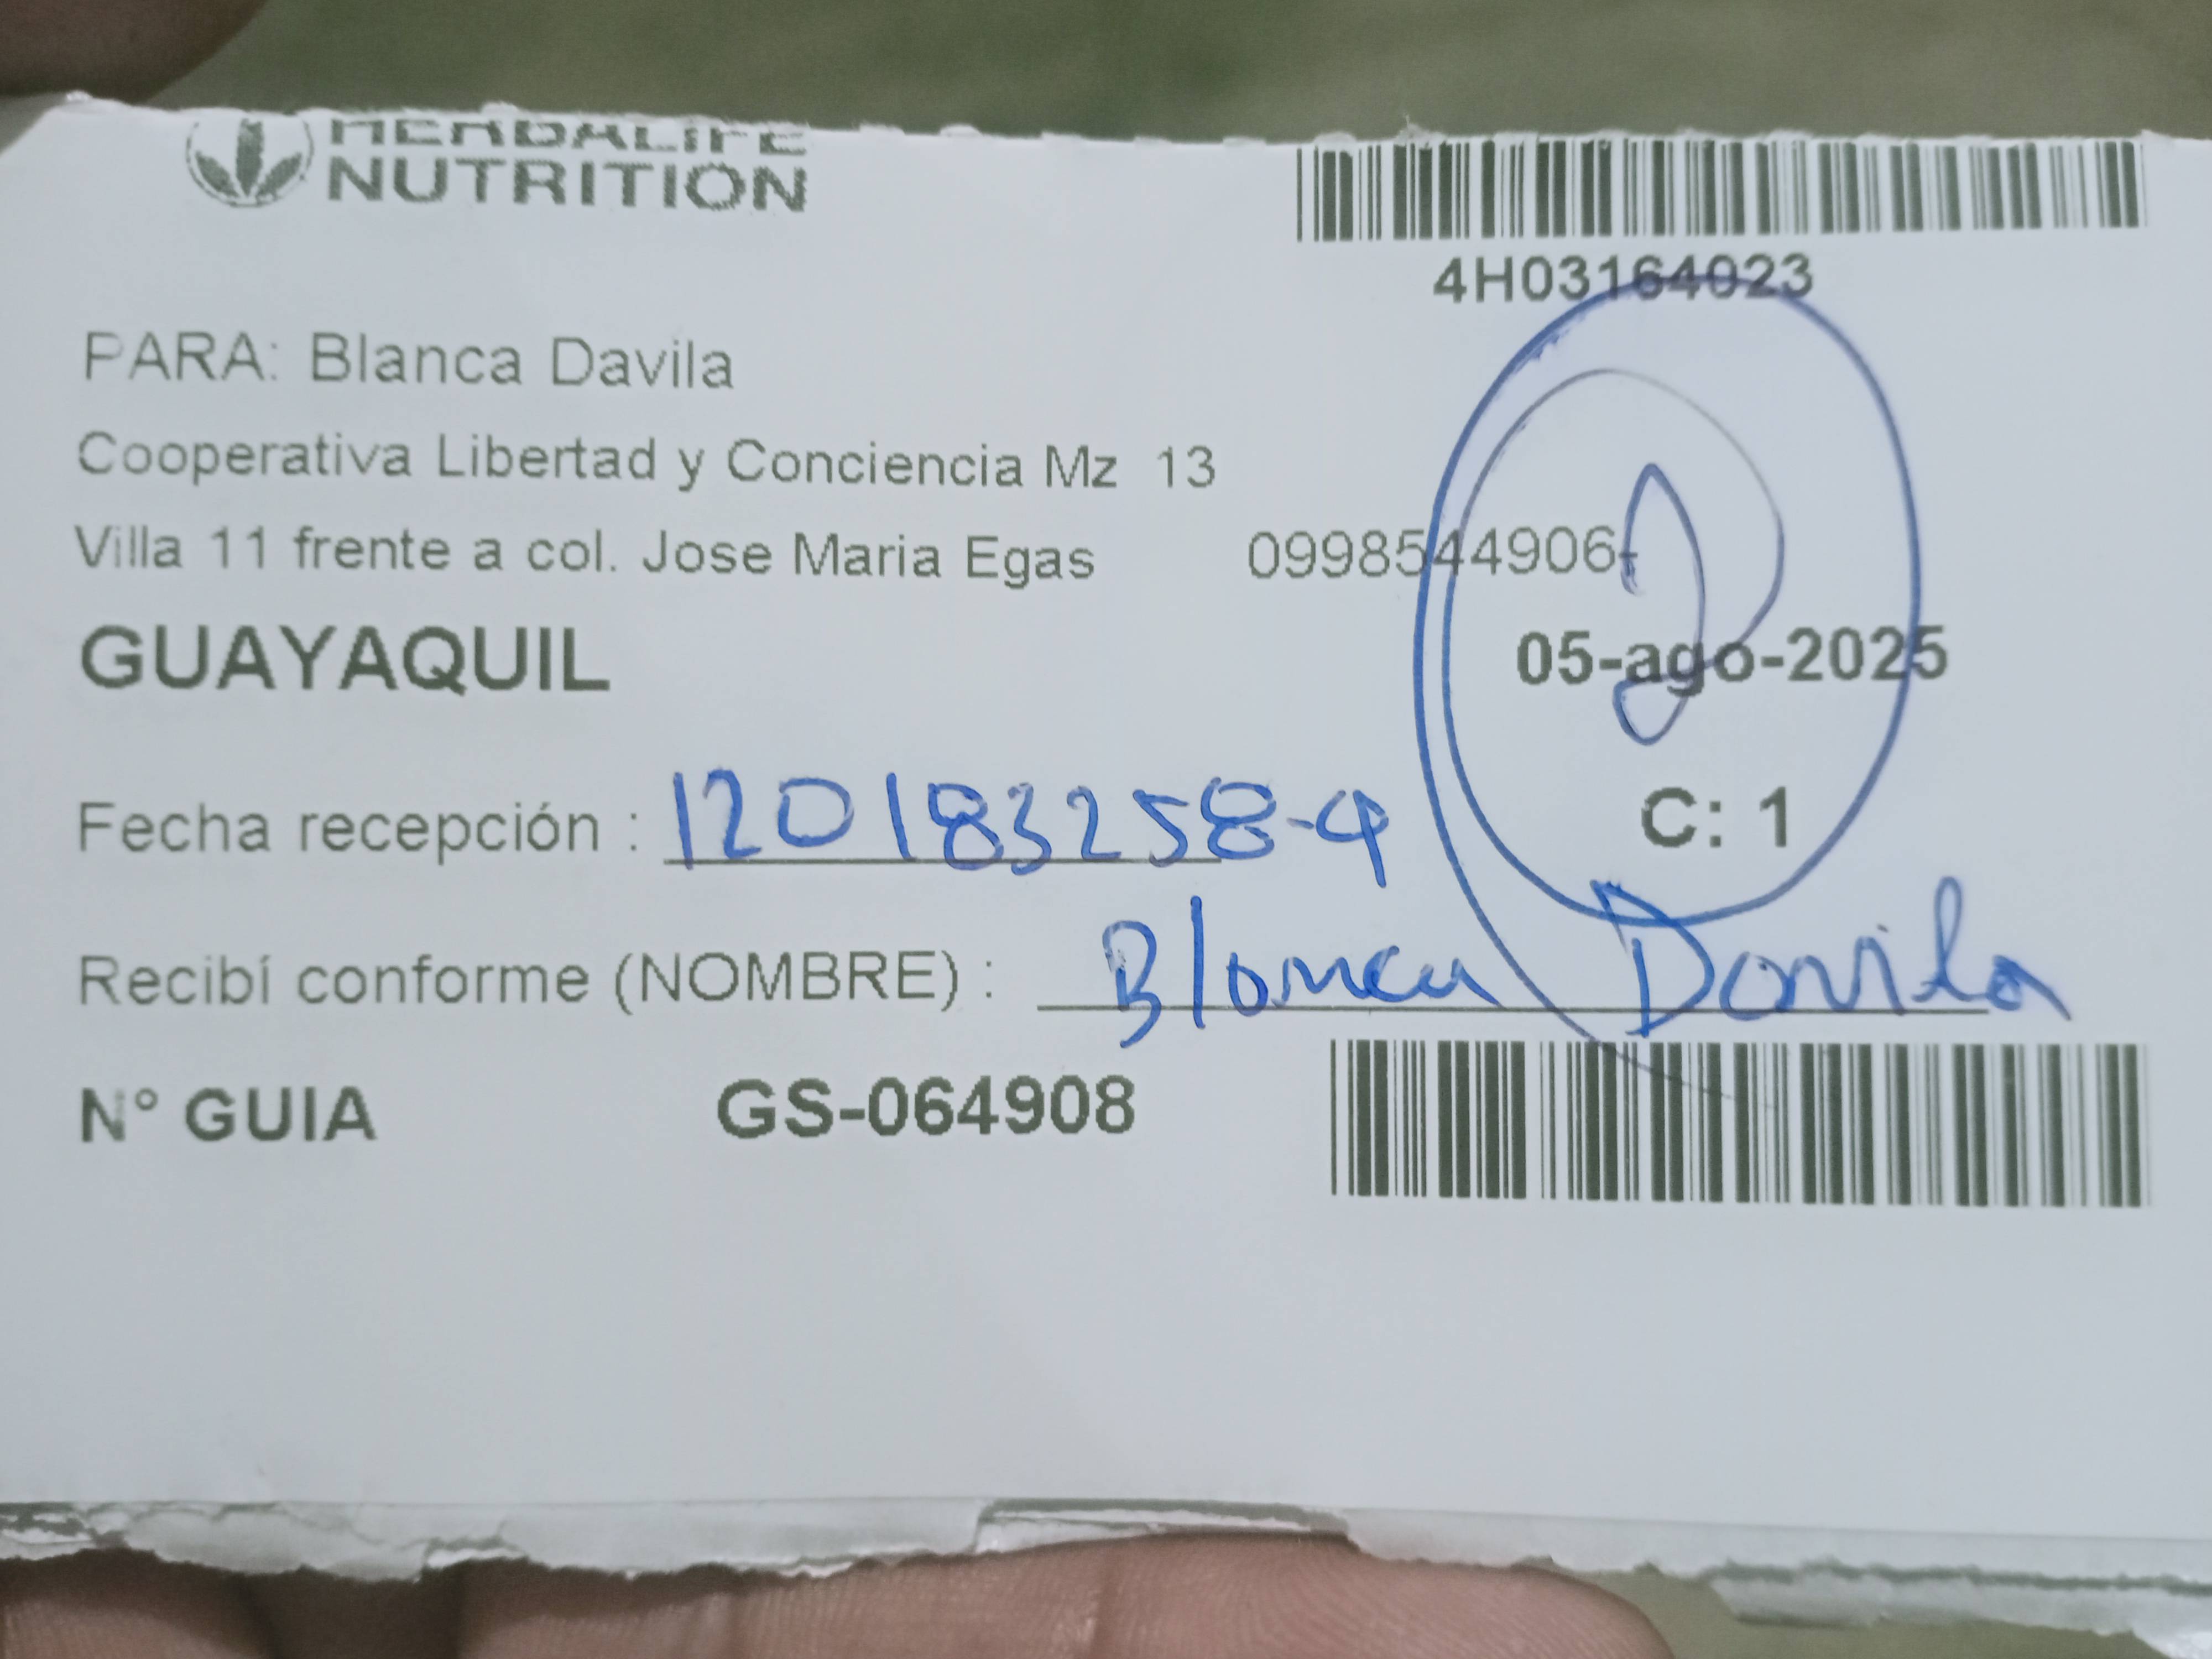 HERBALIFE
NUTRITION
4H03164023
PARA: Blanca Davila
Cooperativa Libertad y Conciencia Mz 13
Villa 11 frente a col. Jose Maria Egas 0998544906-
GUAYAQUIL
05-ago-2025
C: 1
Fecha recepción : 120183258-4
Recibí conforme (NOMBRE) : Blanca Davila
N° GUIA GS-064908